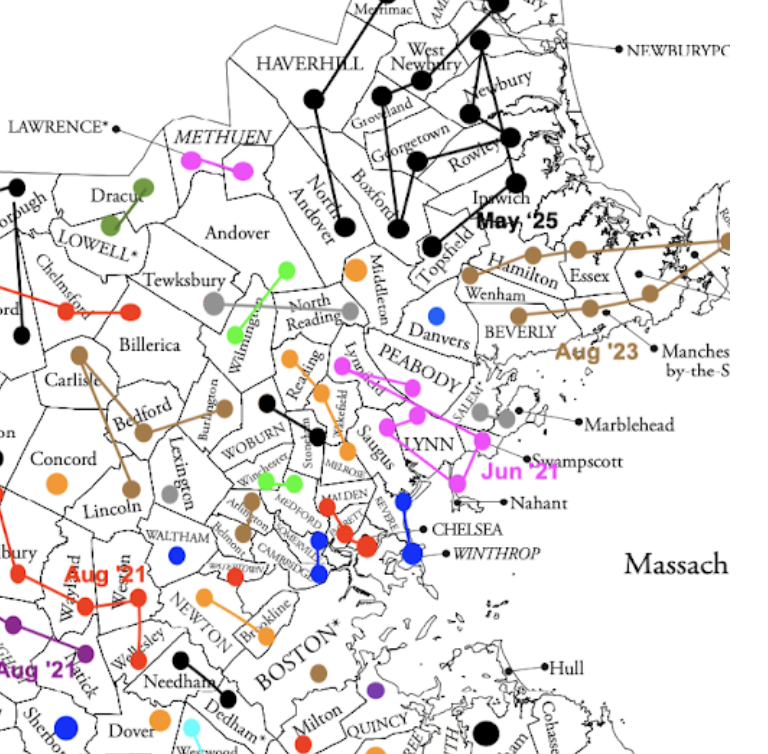 Merrimac
West
Newbury
HAVERHILL
NEWBURYPO
Newbury
Groveland
LAWRENCE*
METHUEN
Georgetown
Rowley
Dracut
Boxford
Ipswich
North
Andover
May '25
Andover
LOWELL*
Topsfield
Tewksbury
Middleton
Hamilton
Essex
Chelmsford
Wenham
North
Reading
Danvers
BEVERLY
Wilmington
Billerica
Aug '23
Manches
by-the-S
Reading
Lynnfield
PEABODY
Carlisle
Bedford
Burlington
Wakefield
SALEM*
Marblehead
WOBURN
Stoneham
Saugus
LYNN
Concord
Lexington
Winchester
MELROSE
Swampscott
Jun '21
Lincoln
MEDFORD
MALDEN
REVERE
Nahant
Arlington
EVERETT
CHELSEA
WALTHAM
Belmont
SOMERVILLE
CAMBRIDGE
WINTHROP
Massach
Aug '21
Wayland
Weston
WATERTOWN
NEWTON
Brookline
BOSTON*
Aug '21
Natick
Wellesley
Needham
Hull
Dedham*
Milton
QUINCY
Dover
Westwood
Cohasse